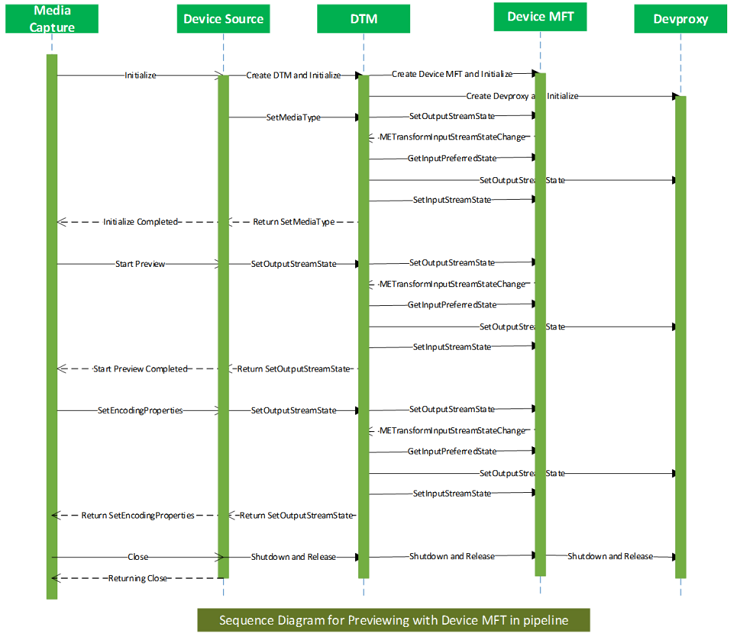 Media Capture
Device Source
DTM
Device MFT
Devproxy
Initialize
Create DTM and Initialize
Create Device MFT and Initialize
Create Devproxy and Initialize
SetMediaType
SetOutputStreamState
METransformInputStreamStateChange
GetInputPreferredState
SetOutputStreamState
SetInputStreamState
Initialize Completed
Return SetMediaType
Start Preview
SetOutputStreamState
SetOutputStreamState
METransformInputStreamStateChange
GetInputPreferredState
SetOutputStreamState
SetInputStreamState
Start Preview Completed
Return SetOutputStreamState
SetEncodingProperties
SetOutputStreamState
SetOutputStreamState
METransformInputStreamStateChange
GetInputPreferredState
SetOutputStreamState
SetInputStreamState
Return SetEncodingProperties
Return SetOutputStreamState
Close
Shutdown and Release
Shutdown and Release
Shutdown and Release
Returning Close
Sequence Diagram for Previewing with Device MFT in pipeline